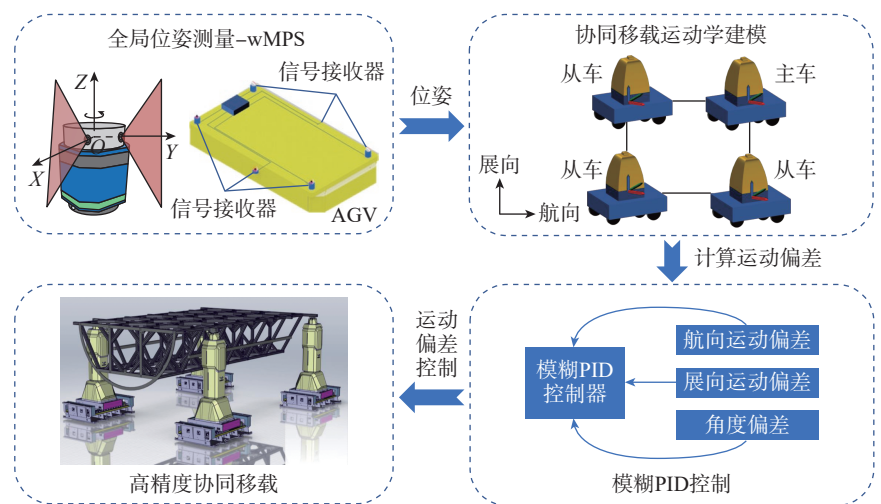 全局位姿测量-wMPS
信号接收器
Z
O
X
Y
信号接收器
AGV
位姿
协同移载运动学建模
从车
主车
从车
从车
展向
航向
计算运动偏差
航向运动偏差
模糊PID
控制器
展向运动偏差
角度偏差
模糊PID控制
运动
偏差
控制
高精度协同移载